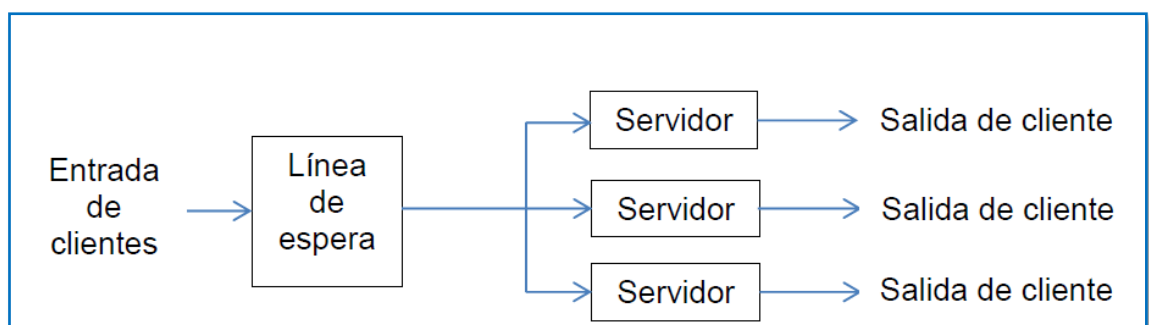 Entrada
de
clientes
Línea
de
espera
Servidor
Salida de cliente
Servidor
Salida de cliente
Servidor
Salida de cliente